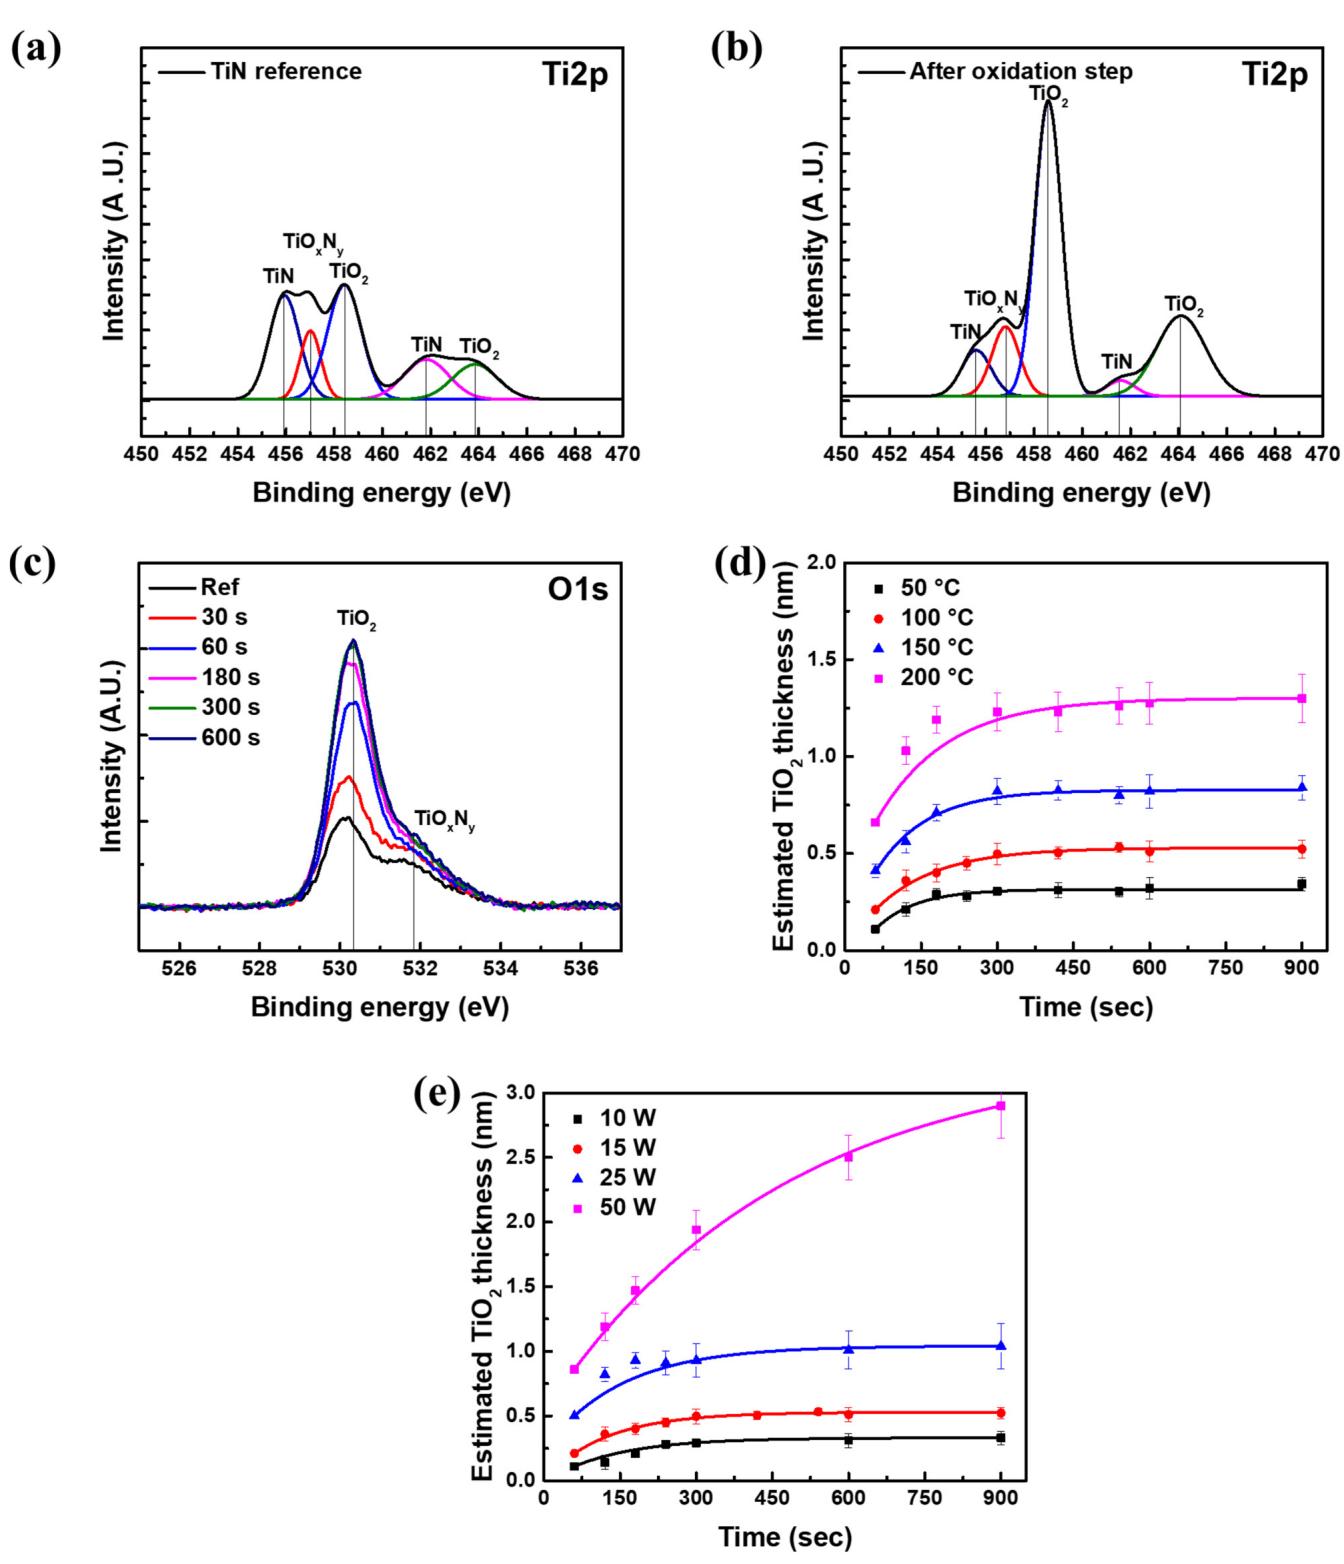 (a)
TiN reference
Ti2p
TiOxNy
TiN
TiO2
TiN
TiO2
Intensity (A .U.)
450 452 454 456 458 460 462 464 466 468 470
Binding energy (eV)
(b)
After oxidation step
Ti2p
TiO2
TiOxNy
TiN
TiN
TiO2
Intensity (A .U.)
450 452 454 456 458 460 462 464 466 468 470
Binding energy (eV)
(c)
Ref
30 s
60 s
180 s
300 s
600 s
O1s
TiO2
TiOxNy
Intensity (A.U.)
526 528 530 532 534 536
Binding energy (eV)
(d)
50 °C
100 °C
150 °C
200 °C
Estimated TiO2 thickness (nm)
2.0
1.5
1.0
0.5
0.0
0 150 300 450 600 750 900
Time (sec)
(e)
10 W
15 W
25 W
50 W
Estimated TiO2 thickness (nm)
3.0
2.5
2.0
1.5
1.0
0.5
0.0
0 150 300 450 600 750 900
Time (sec)